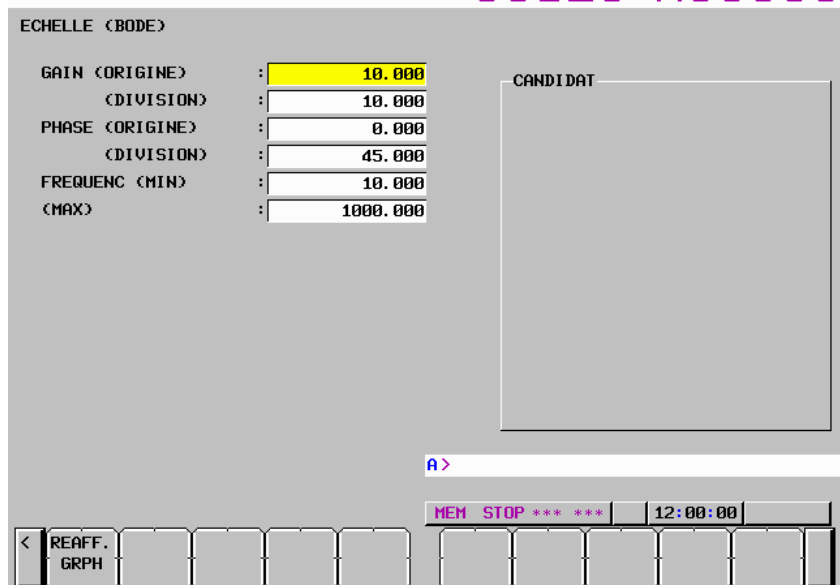 ECHELLE (BODE)
GAIN (ORIGINE) : 10.000
(DIVISION) : 10.000
PHASE (ORIGINE) : 0.000
(DIVISION) : 45.000
FREQUENC (MIN) : 10.000
(MAX) : 1000.000
CANDIDAT
A>
MEM STOP *** *** 12:00:00
< REAFF.
GRPH